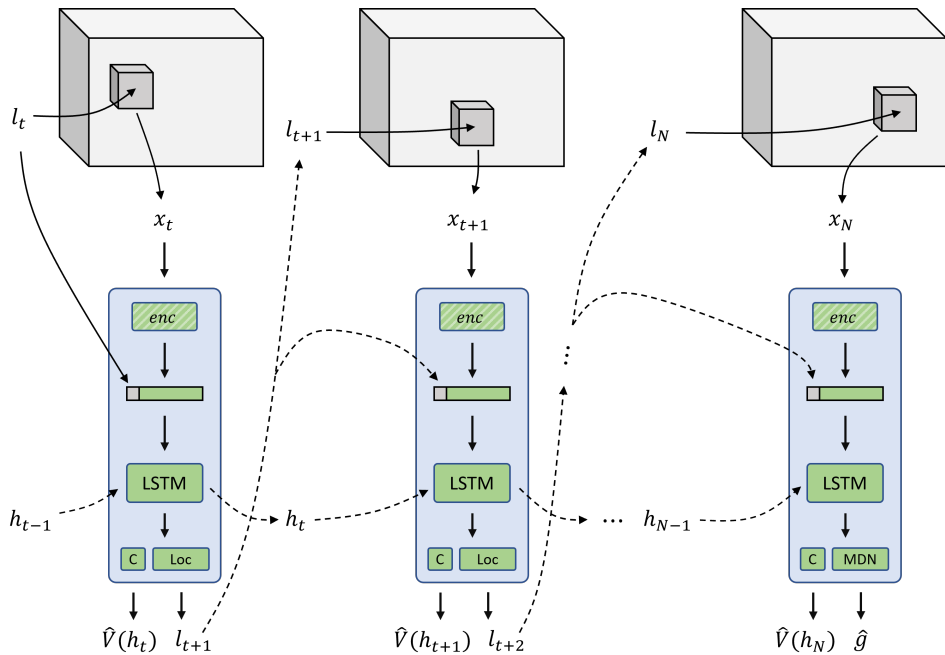 l_t l_{t+1} l_N
x_t x_{t+1} x_N
enc enc enc
LSTM LSTM LSTM
h_{t−1} h_t ... h_{N−1}
C Loc C Loc C MDN
V̂(h_t) l_{t+1} V̂(h_{t+1}) l_{t+2} V̂(h_N) ĝ